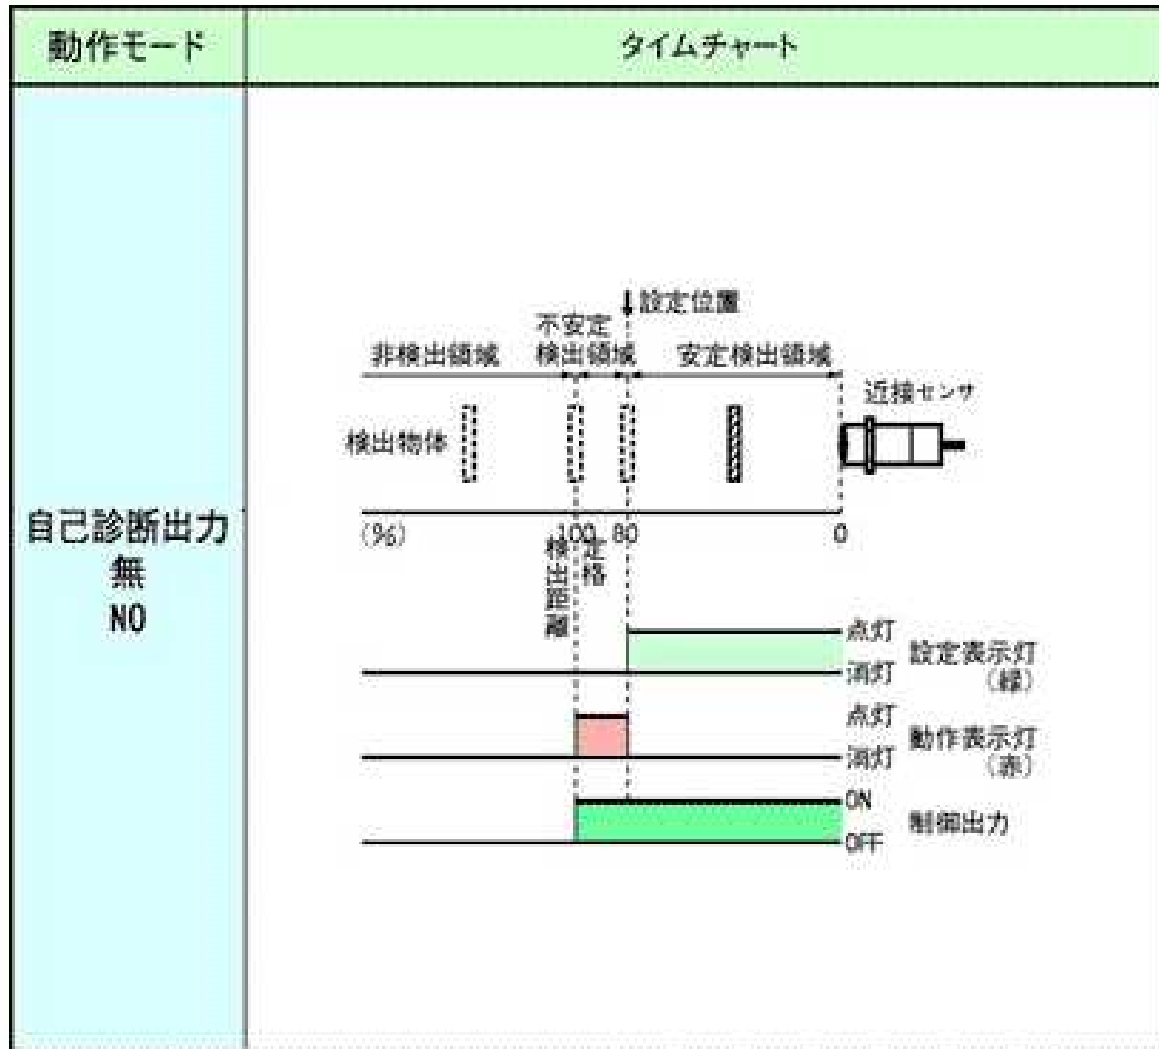 動作モード
タイムチャート
自己診断出力
無
NO
設定位置
不安定
非検出領域
検出領域
安定検出領域
近接センサ
検出物体
(%)
100
80
0
定格
検出距離
点灯
消灯
設定表示灯
(緑)
点灯
消灯
動作表示灯
(赤)
ON
OFF
制御出力